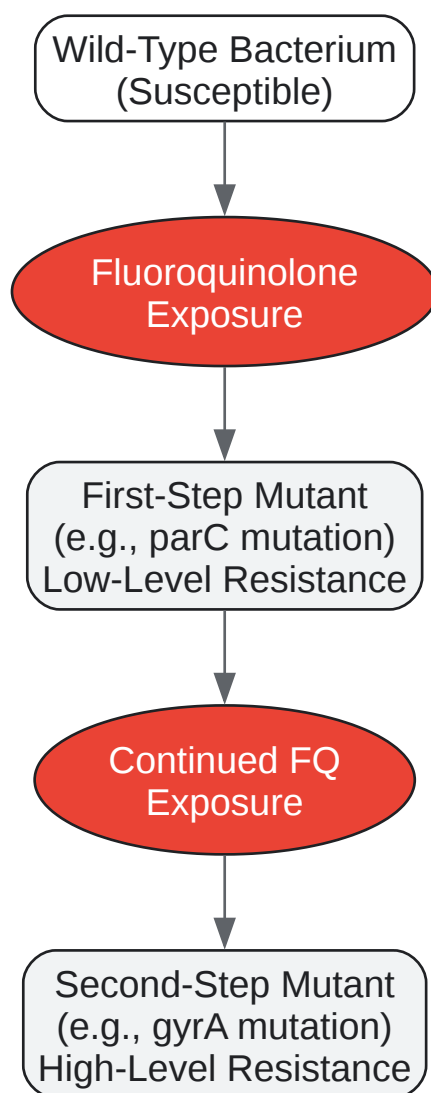 Wild-Type Bacterium
(Susceptible)
Fluoroquinolone
Exposure
First-Step Mutant
(e.g., parC mutation)
Low-Level Resistance
Continued FQ
Exposure
Second-Step Mutant
(e.g., gyrA mutation)
High-Level Resistance